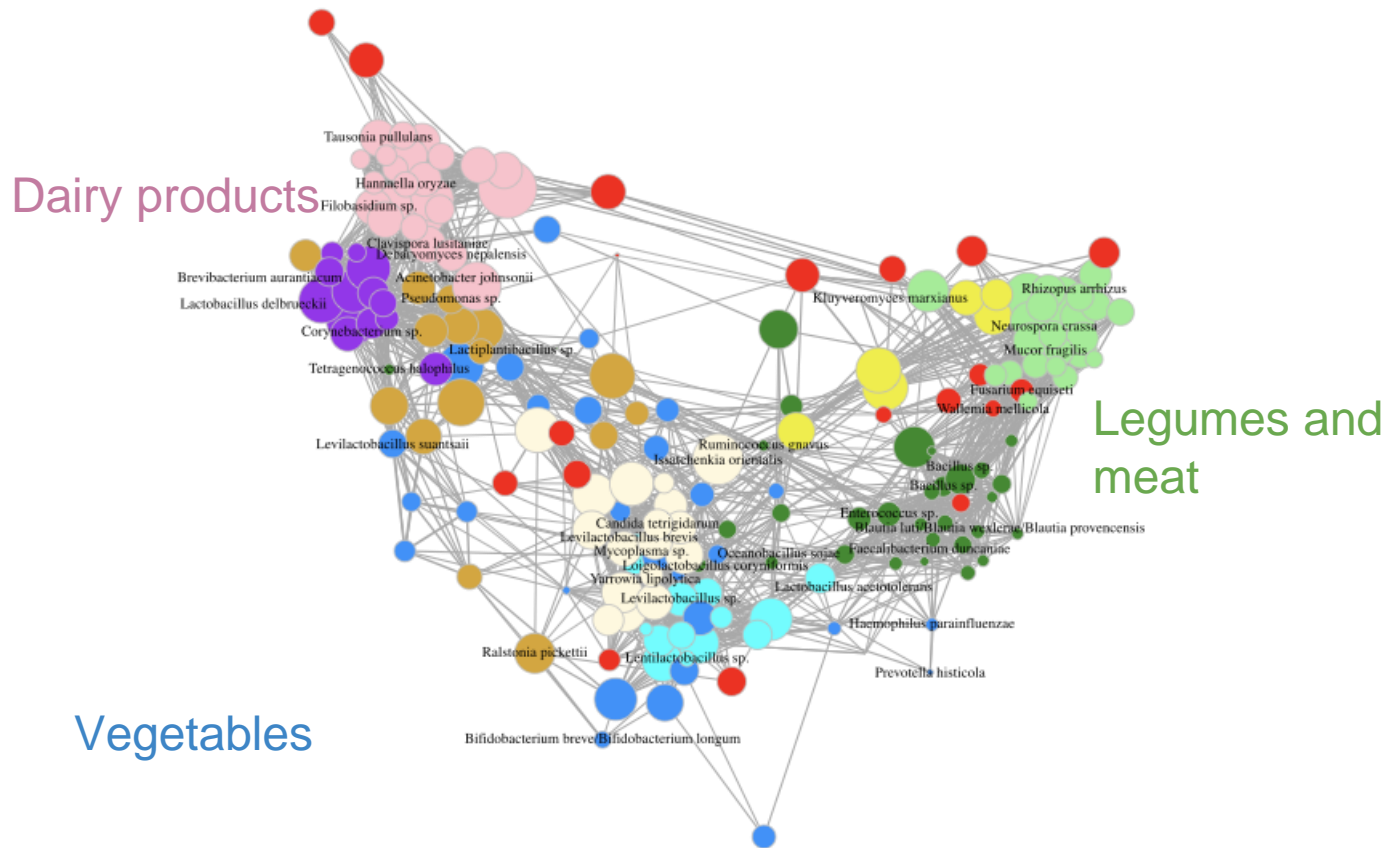 Tausonia pullulans
Dairy products
Hannaella oryzae
Filobasidium sp.
Clavispora lusitaniae
Debaryomyces nepalensis
Brevibacterium aurantiacum
Acinetobacter johnsonii
Lactobacillus delbrueckii
Pseudomonas sp.
Corynebacterium sp.
Lactiplantibacillus sp.
Tetragenococcus halophilus
Levilactobacillus suantsaii
Kluyveromyces marxianus
Rhizopus arrhizus
Neurospora crassa
Mucor fragilis
Fusarium equiseti
Wallemia mellicola
Legumes and
meat
Ruminococcus gnavus
Issatchenkia orientalis
Bacillus sp.
Bacillus sp.
Enterococcus sp.
Blautia luti/Blautia wexlerae/Blautia provencensis
Faecalibacterium duncaniae
Candida tetrigidarum
Levilactobacillus brevis
Mycoplasma sp.
Oceanobacillus sojae
Loigolactobacillus coryniformis
Yarrowia lipolytica
Lactobacillus acetotolerans
Levilactobacillus sp.
Haemophilus parainfluenzae
Ralstonia pickettii
Lentilactobacillus sp.
Prevotella histicola
Vegetables
Bifidobacterium breve/Bifidobacterium longum